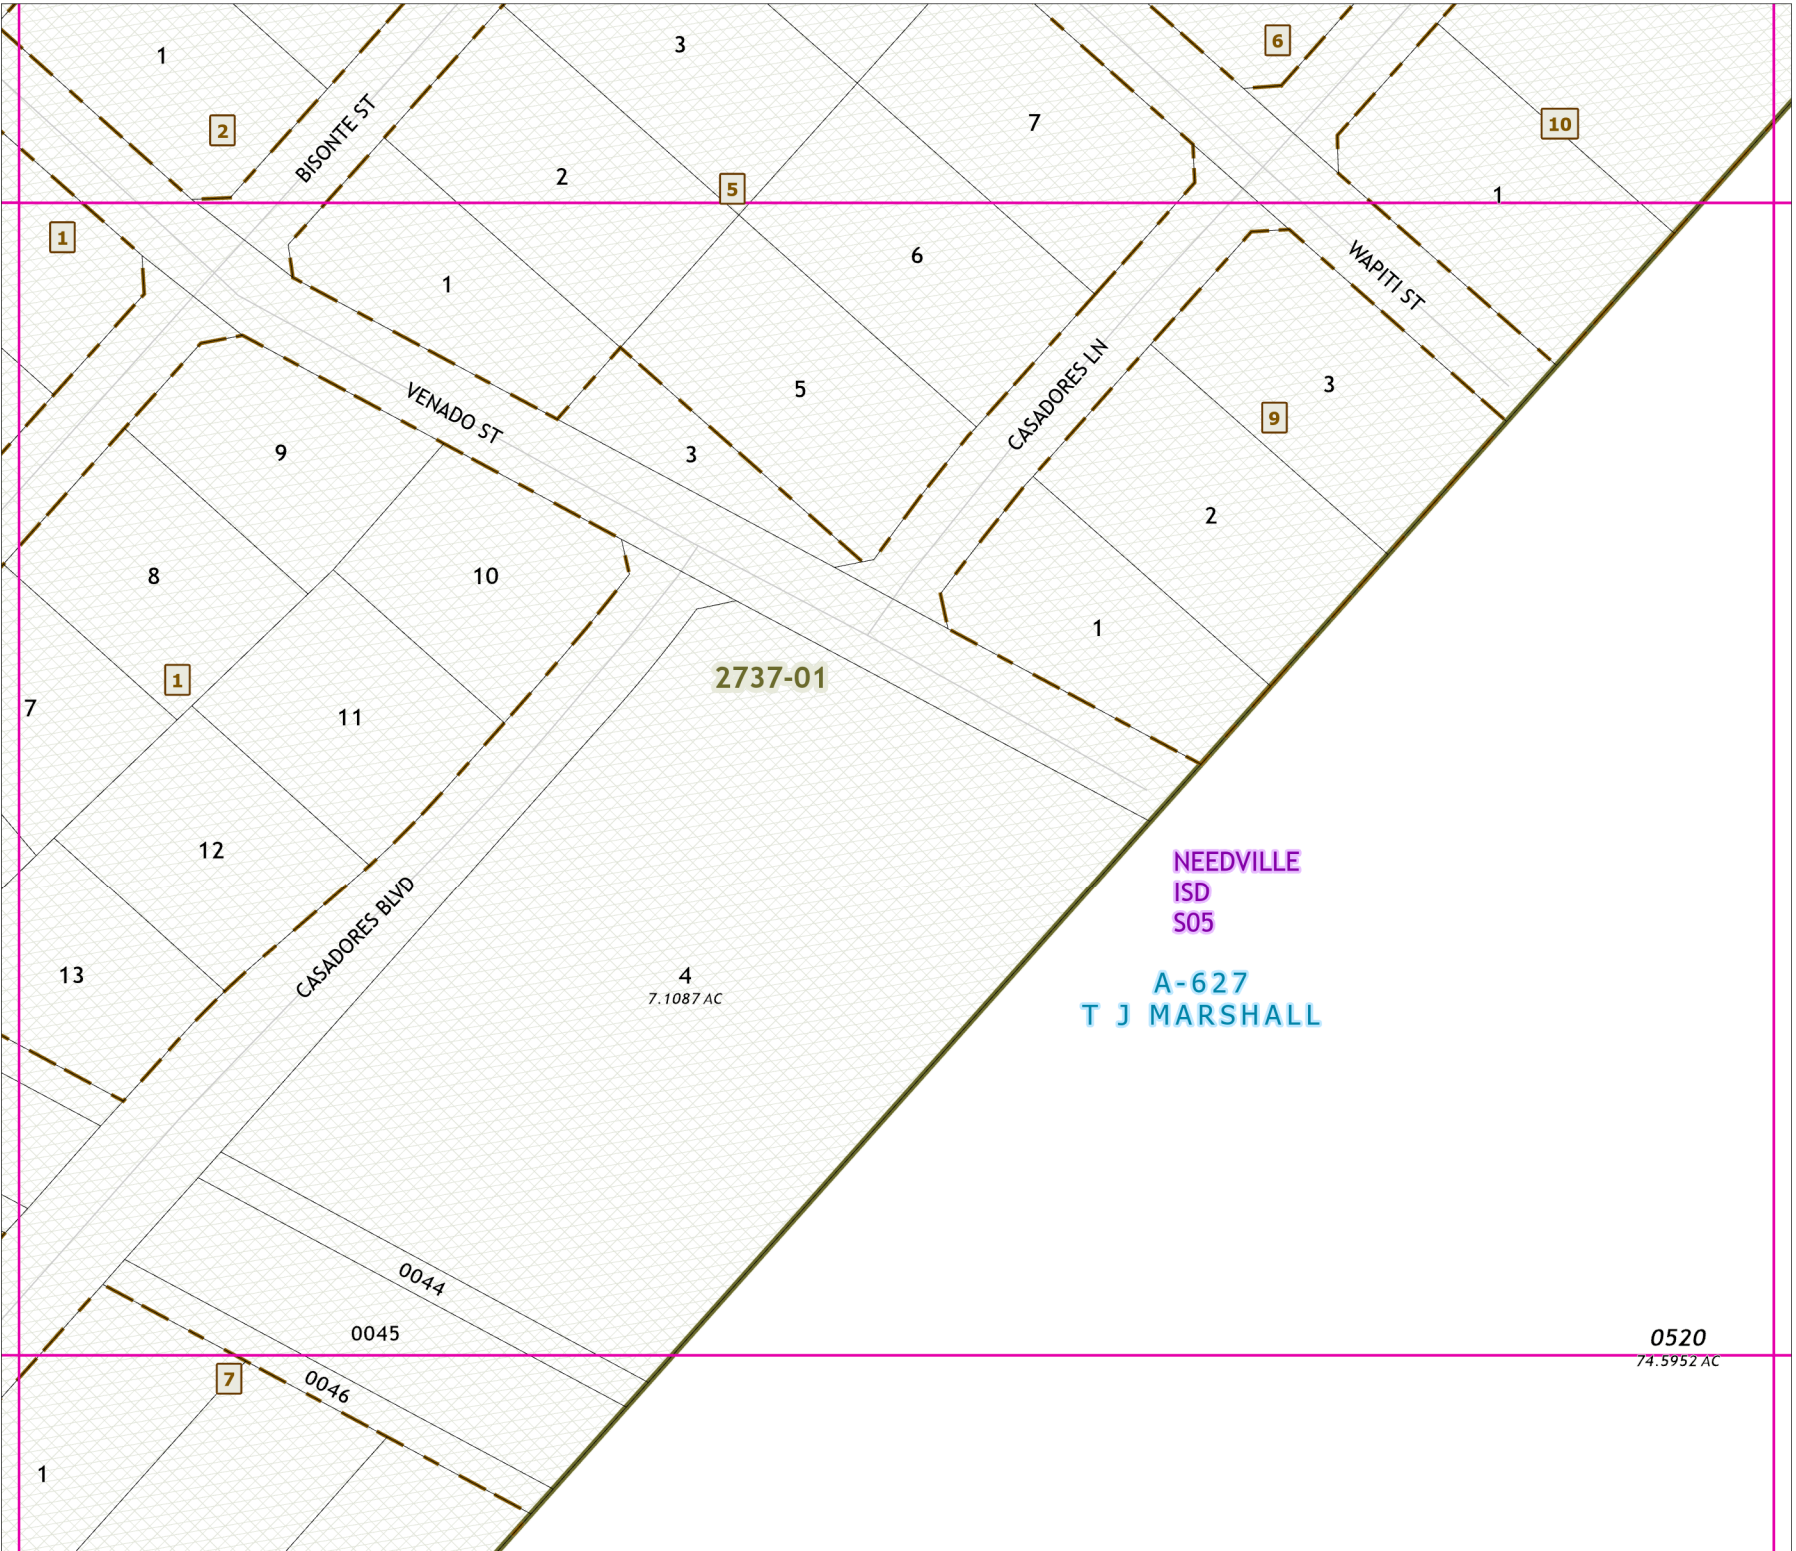 3
6
1
7
10
2
BISONTE ST
2
5
1
1
6
WAPITI ST
1
3
5
CASADORES LN
VENADO ST
9
9
3
2
8
10
1
2737-01
1
7
11
12
NEEDVILLE
ISD
S05
CASADORES BLVD
13
4
7.1087 AC
A-627
T J MARSHALL
0044
0045
0520
74.5952 AC
7
0046
1